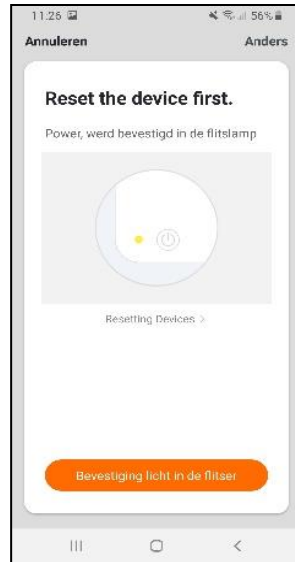 11:26 56%
Annuleren Anders
Reset the device first.
Power, werd bevestigd in de flitslamp
Resetting Devices >
Bevestiging licht in de flitser